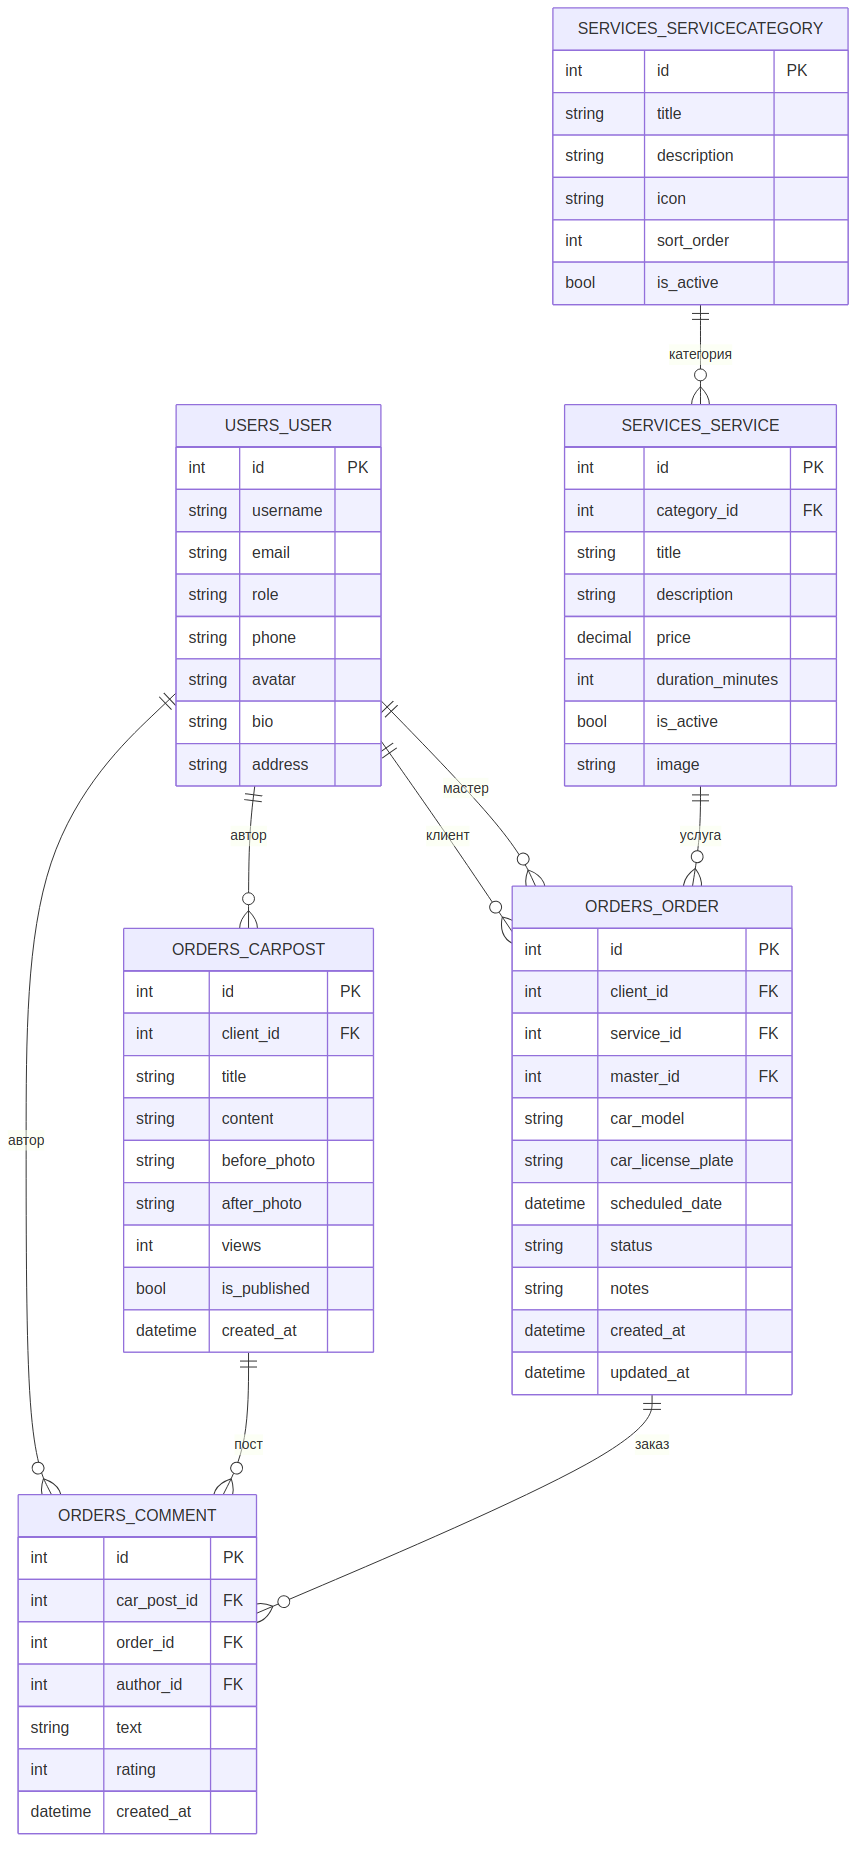 SERVICES_SERVICECATEGORY
int id PK
string title
string description
string icon
int sort_order
bool is_active
категория
USERS_USER
int id PK
string username
string email
string role
string phone
string avatar
string bio
string address
SERVICES_SERVICE
int id PK
int category_id FK
string title
string description
decimal price
int duration_minutes
bool is_active
string image
мастер
клиент
автор
услуга
ORDERS_CARPOST
int id PK
int client_id FK
string title
string content
string before_photo
string after_photo
int views
bool is_published
datetime created_at
ORDERS_ORDER
int id PK
int client_id FK
int service_id FK
int master_id FK
string car_model
string car_license_plate
datetime scheduled_date
string status
string notes
datetime created_at
datetime updated_at
автор
пост
заказ
ORDERS_COMMENT
int id PK
int car_post_id FK
int order_id FK
int author_id FK
string text
int rating
datetime created_at